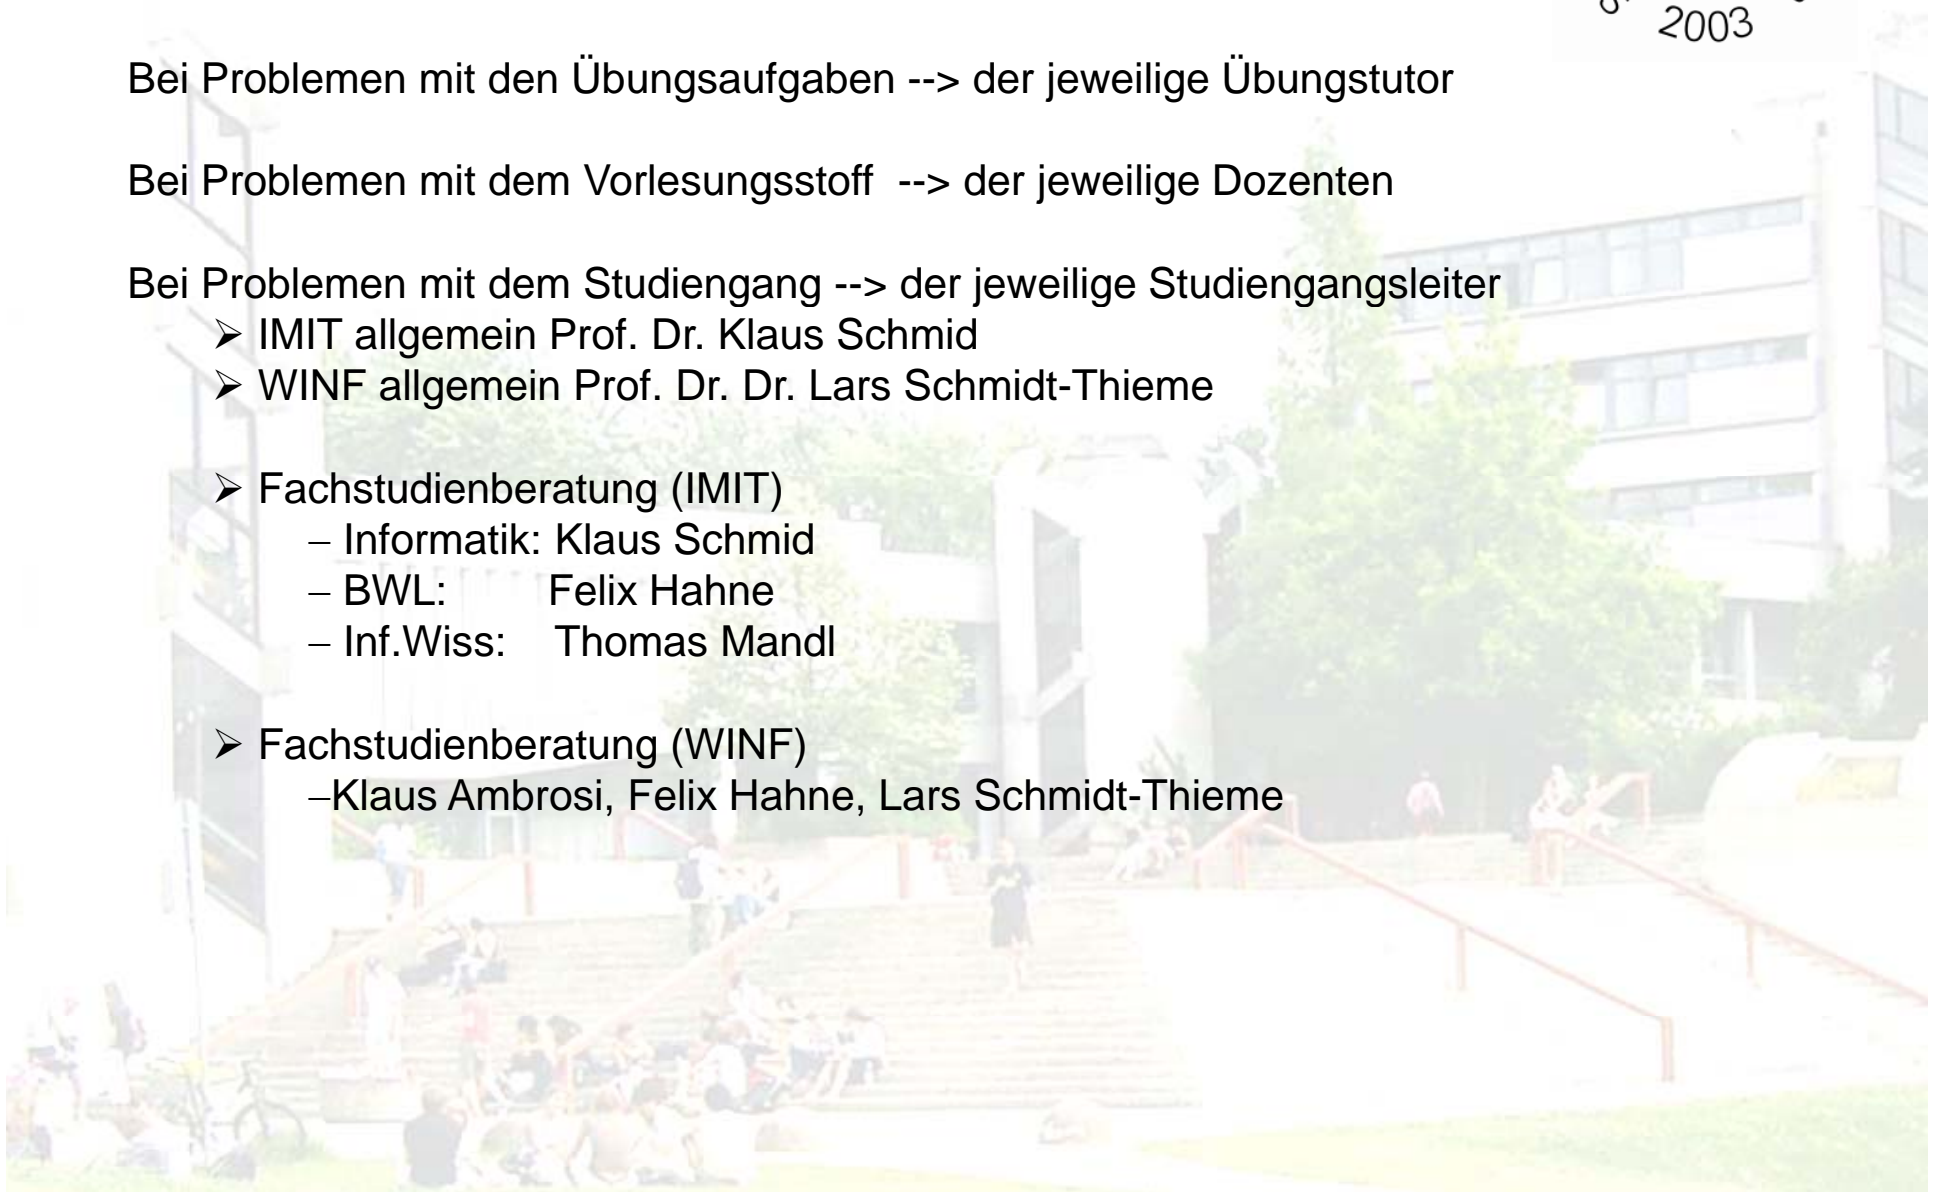 2003
Bei Problemen mit den Übungsaufgaben --> der jeweilige Übungstutor
Bei Problemen mit dem Vorlesungsstoff --> der jeweilige Dozenten
Bei Problemen mit dem Studiengang --> der jeweilige Studiengangsleiter
➢ IMIT allgemein Prof. Dr. Klaus Schmid
➢ WINF allgemein Prof. Dr. Dr. Lars Schmidt-Thieme
➢ Fachstudienberatung (IMIT)
– Informatik: Klaus Schmid
– BWL: Felix Hahne
– Inf.Wiss: Thomas Mandl
➢ Fachstudienberatung (WINF)
–Klaus Ambrosi, Felix Hahne, Lars Schmidt-Thieme